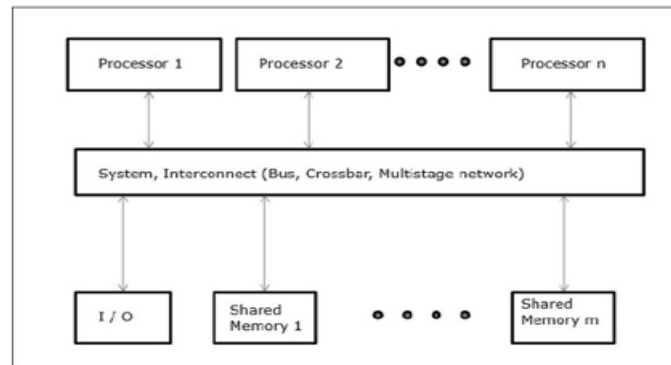 Processor 1
Processor 2
Processor n
System, Interconnect (Bus, Crossbar, Multistage network)
I / O
Shared
Memory 1
Shared
Memory m